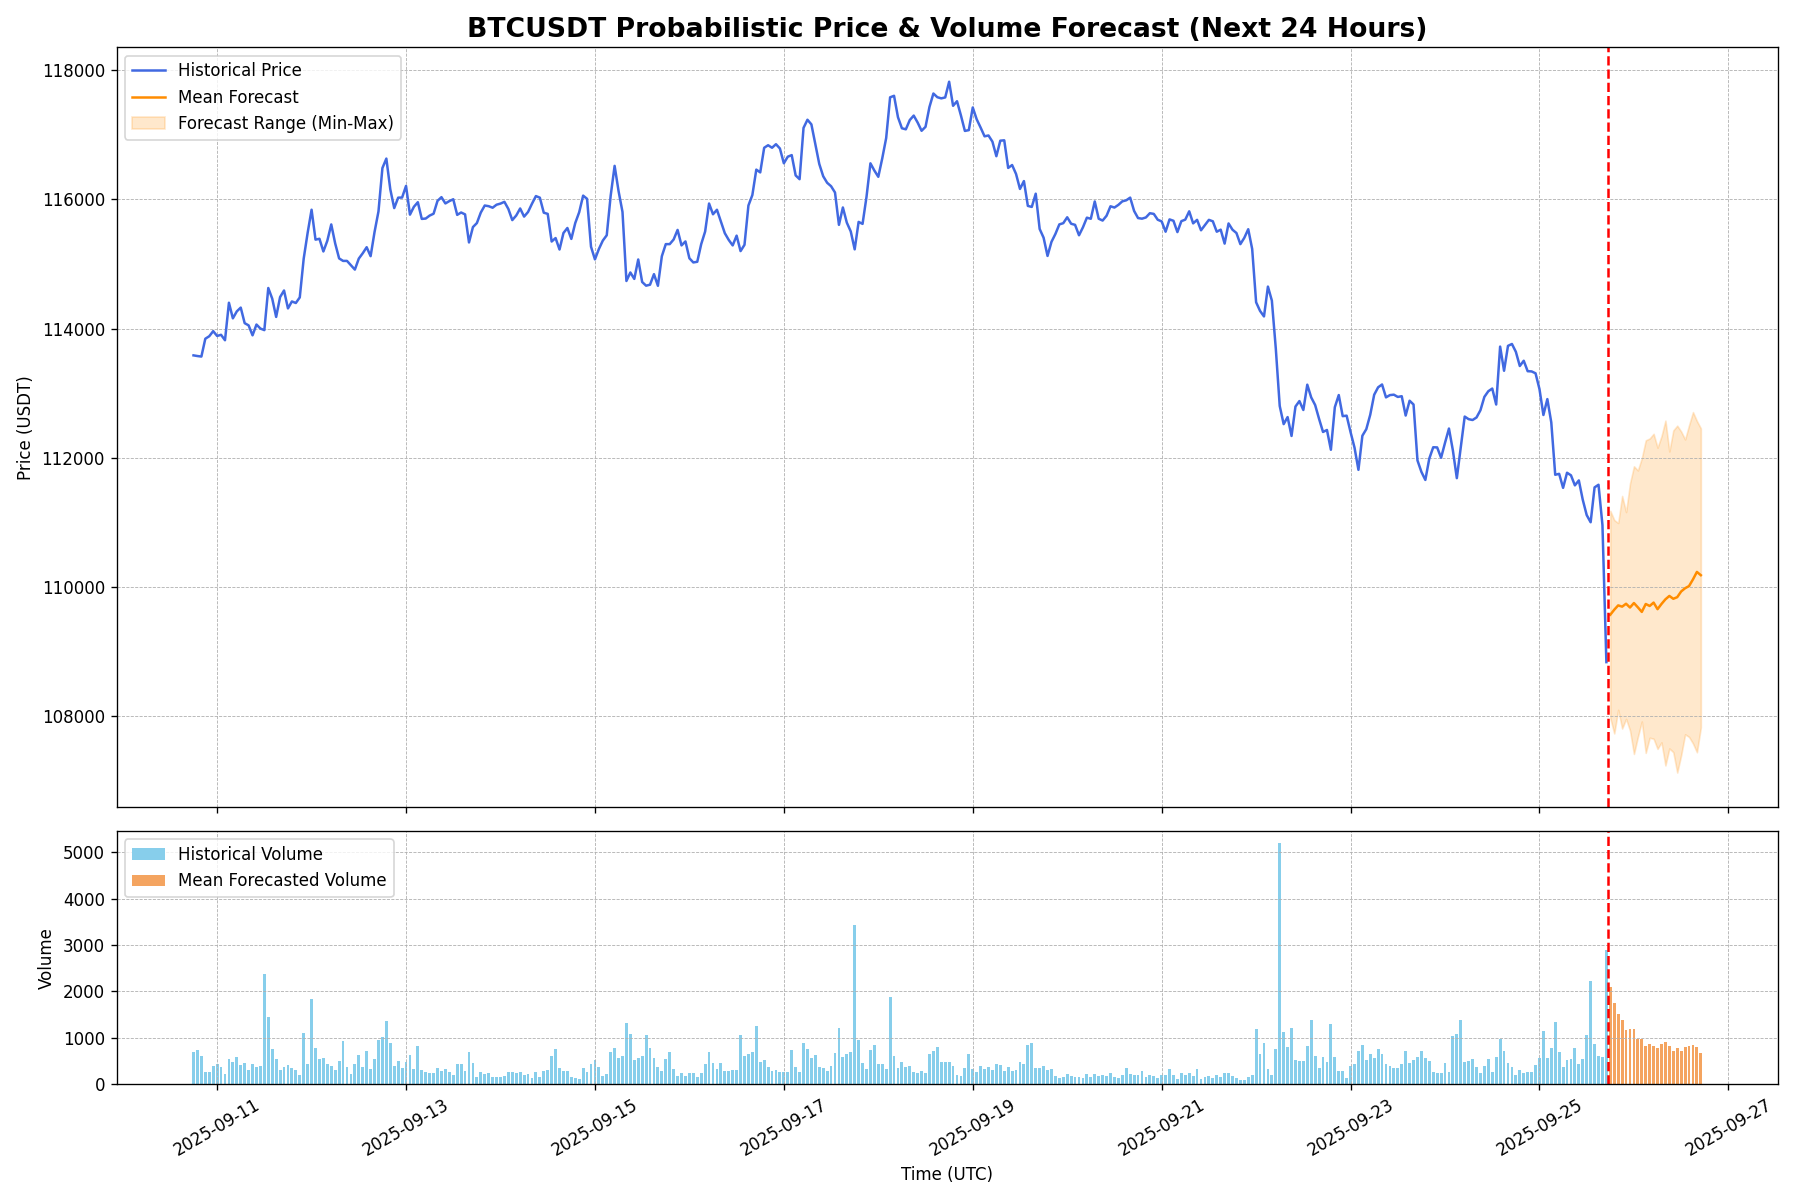 BTCUSDT Probabilistic Price & Volume Forecast (Next 24 Hours)
Historical Price
Mean Forecast
Forecast Range (Min-Max)
118000
116000
114000
112000
110000
108000
Price (USDT)
Historical Volume
Mean Forecasted Volume
5000
4000
3000
2000
1000
0
Volume
2025-09-11
2025-09-13
2025-09-15
2025-09-17
2025-09-19
2025-09-21
2025-09-23
2025-09-25
2025-09-27
Time (UTC)